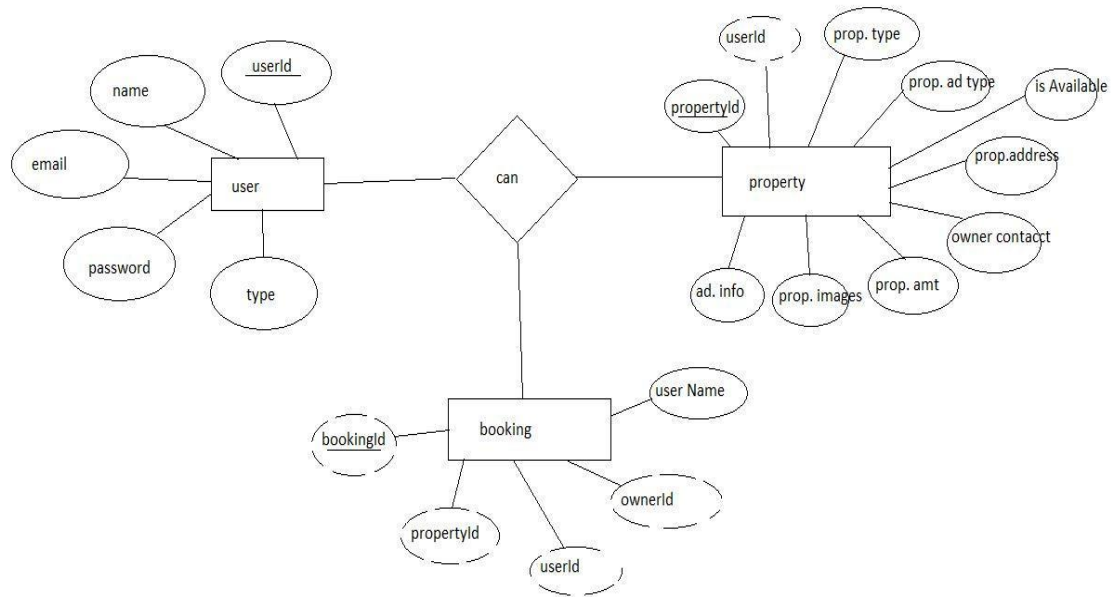 userId
prop. type
name
userId
prop. ad type
is Available
propertyId
email
user
can
property
prop.address
password
type
owner contacct
ad. info
prop. images
prop. amt
user Name
bookingId
booking
ownerId
propertyId
userId